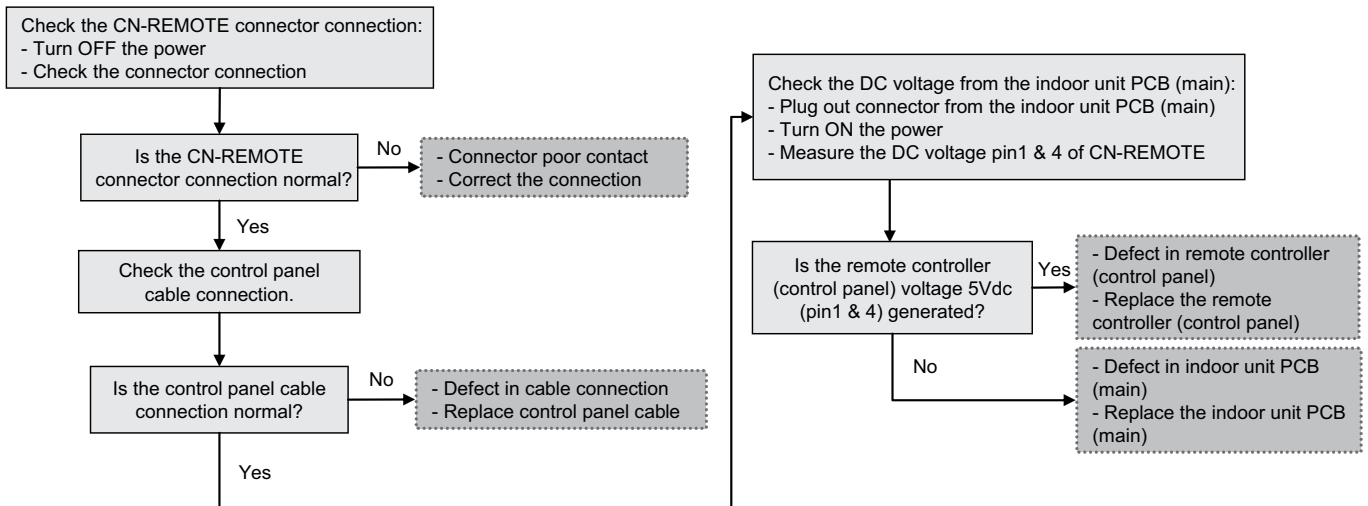 Check the CN-REMOTE connector connection:
- Turn OFF the power
- Check the connector connection
Is the CN-REMOTE
connector connection normal?
No
- Connector poor contact
- Correct the connection
Yes
Check the control panel
cable connection.
Is the control panel cable
connection normal?
No
- Defect in cable connection
- Replace control panel cable
Yes
Check the DC voltage from the indoor unit PCB (main):
- Plug out connector from the indoor unit PCB (main)
- Turn ON the power
- Measure the DC voltage pin1 & 4 of CN-REMOTE
Is the remote controller
(control panel) voltage 5Vdc
(pin1 & 4) generated?
Yes
- Defect in remote controller
(control panel)
- Replace the remote
controller (control panel)
No
- Defect in indoor unit PCB
(main)
- Replace the indoor unit PCB
(main)